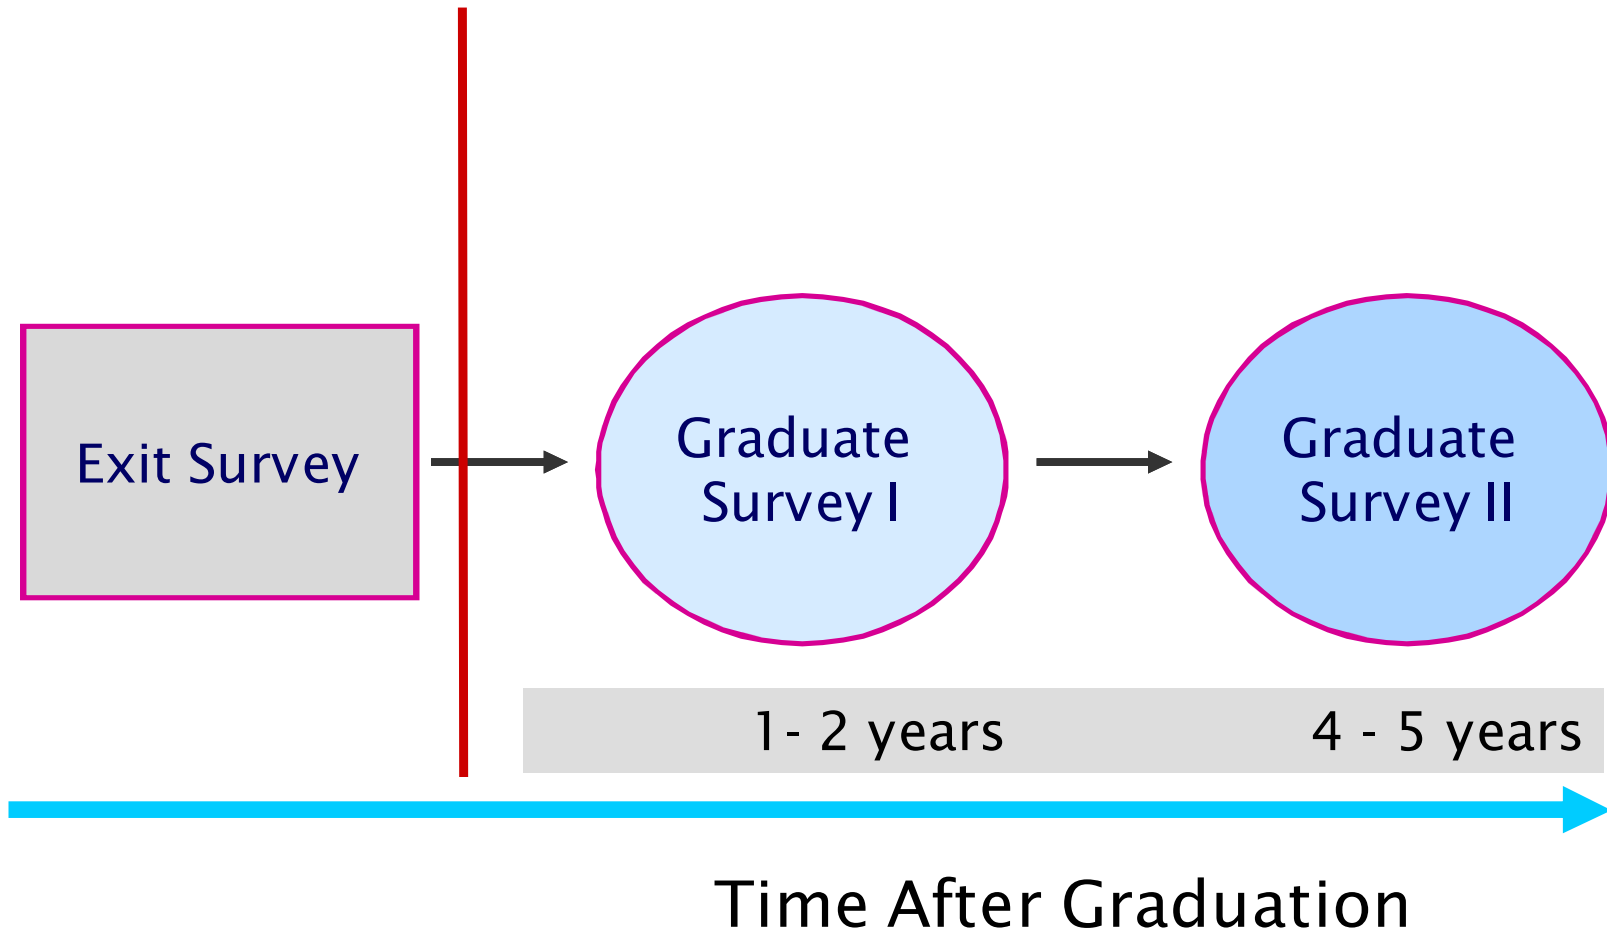 Exit Survey
Graduate
Survey I
Graduate
Survey II
1- 2 years
4 - 5 years
Time After Graduation